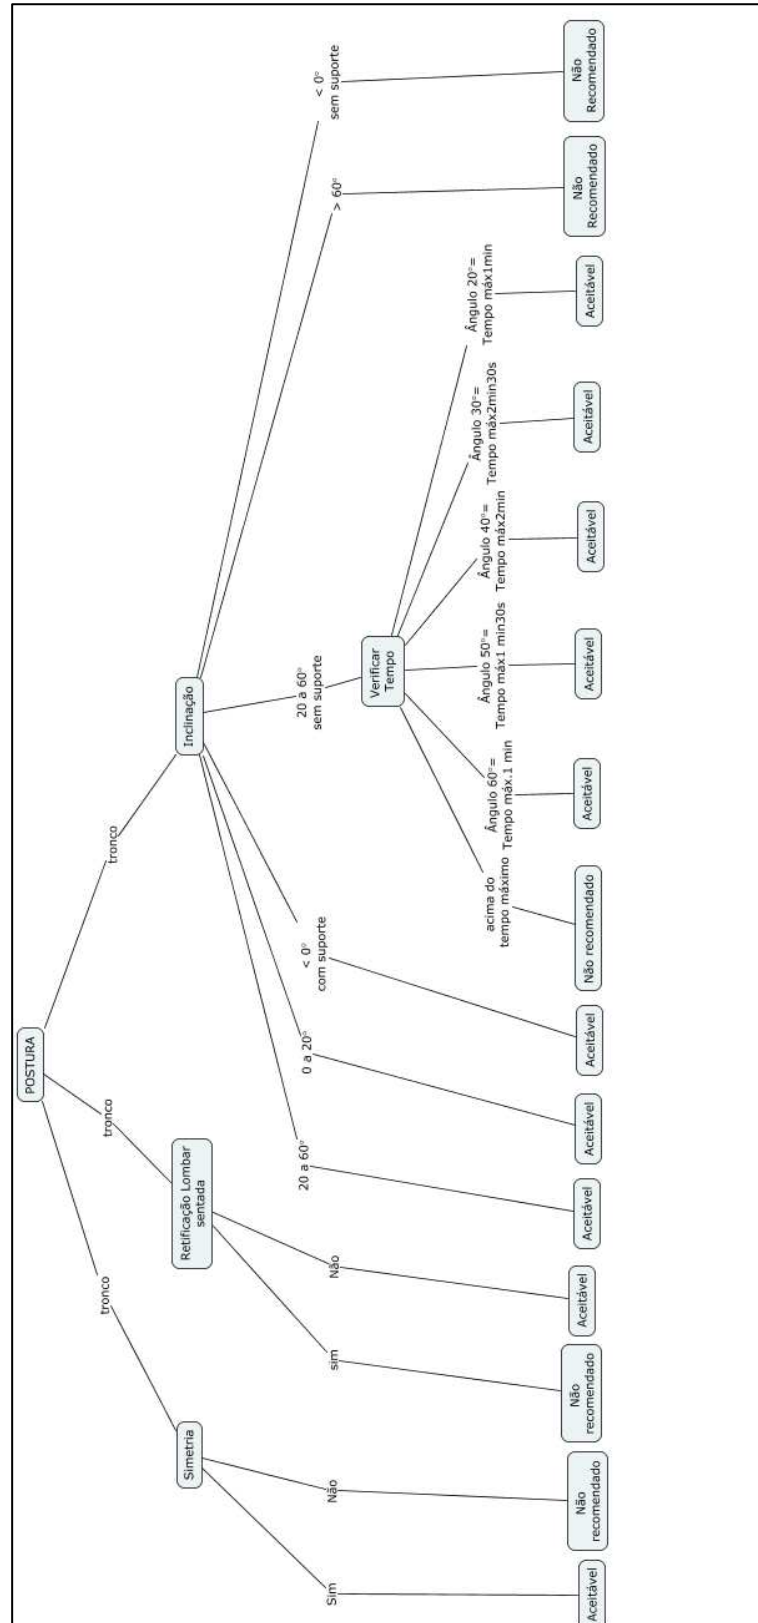 POSTURA
tronco
tronco
tronco
Simetria
Retificação Lombar
sentada
Inclinação
Sim
Não
sim
Não
20 a 60°
0 a 20°
< 0°
com suporte
20 a 60°
sem suporte
> 60°
< 0°
sem suporte
Verificar
Tempo
acima do
tempo máximo
Ângulo 60°=
Tempo máx.1 min
Ângulo 50°=
Tempo máx1 min30s
Ângulo 40°=
Tempo máx2min
Ângulo 30°=
Tempo máx2min30s
Ângulo 20°=
Tempo máx1min
Aceitável
Não
recomendado
Não
recomendado
Aceitável
Aceitável
Aceitável
Aceitável
Não recomendado
Aceitável
Aceitável
Aceitável
Aceitável
Aceitável
Não
Recomendado
Não
Recomendado